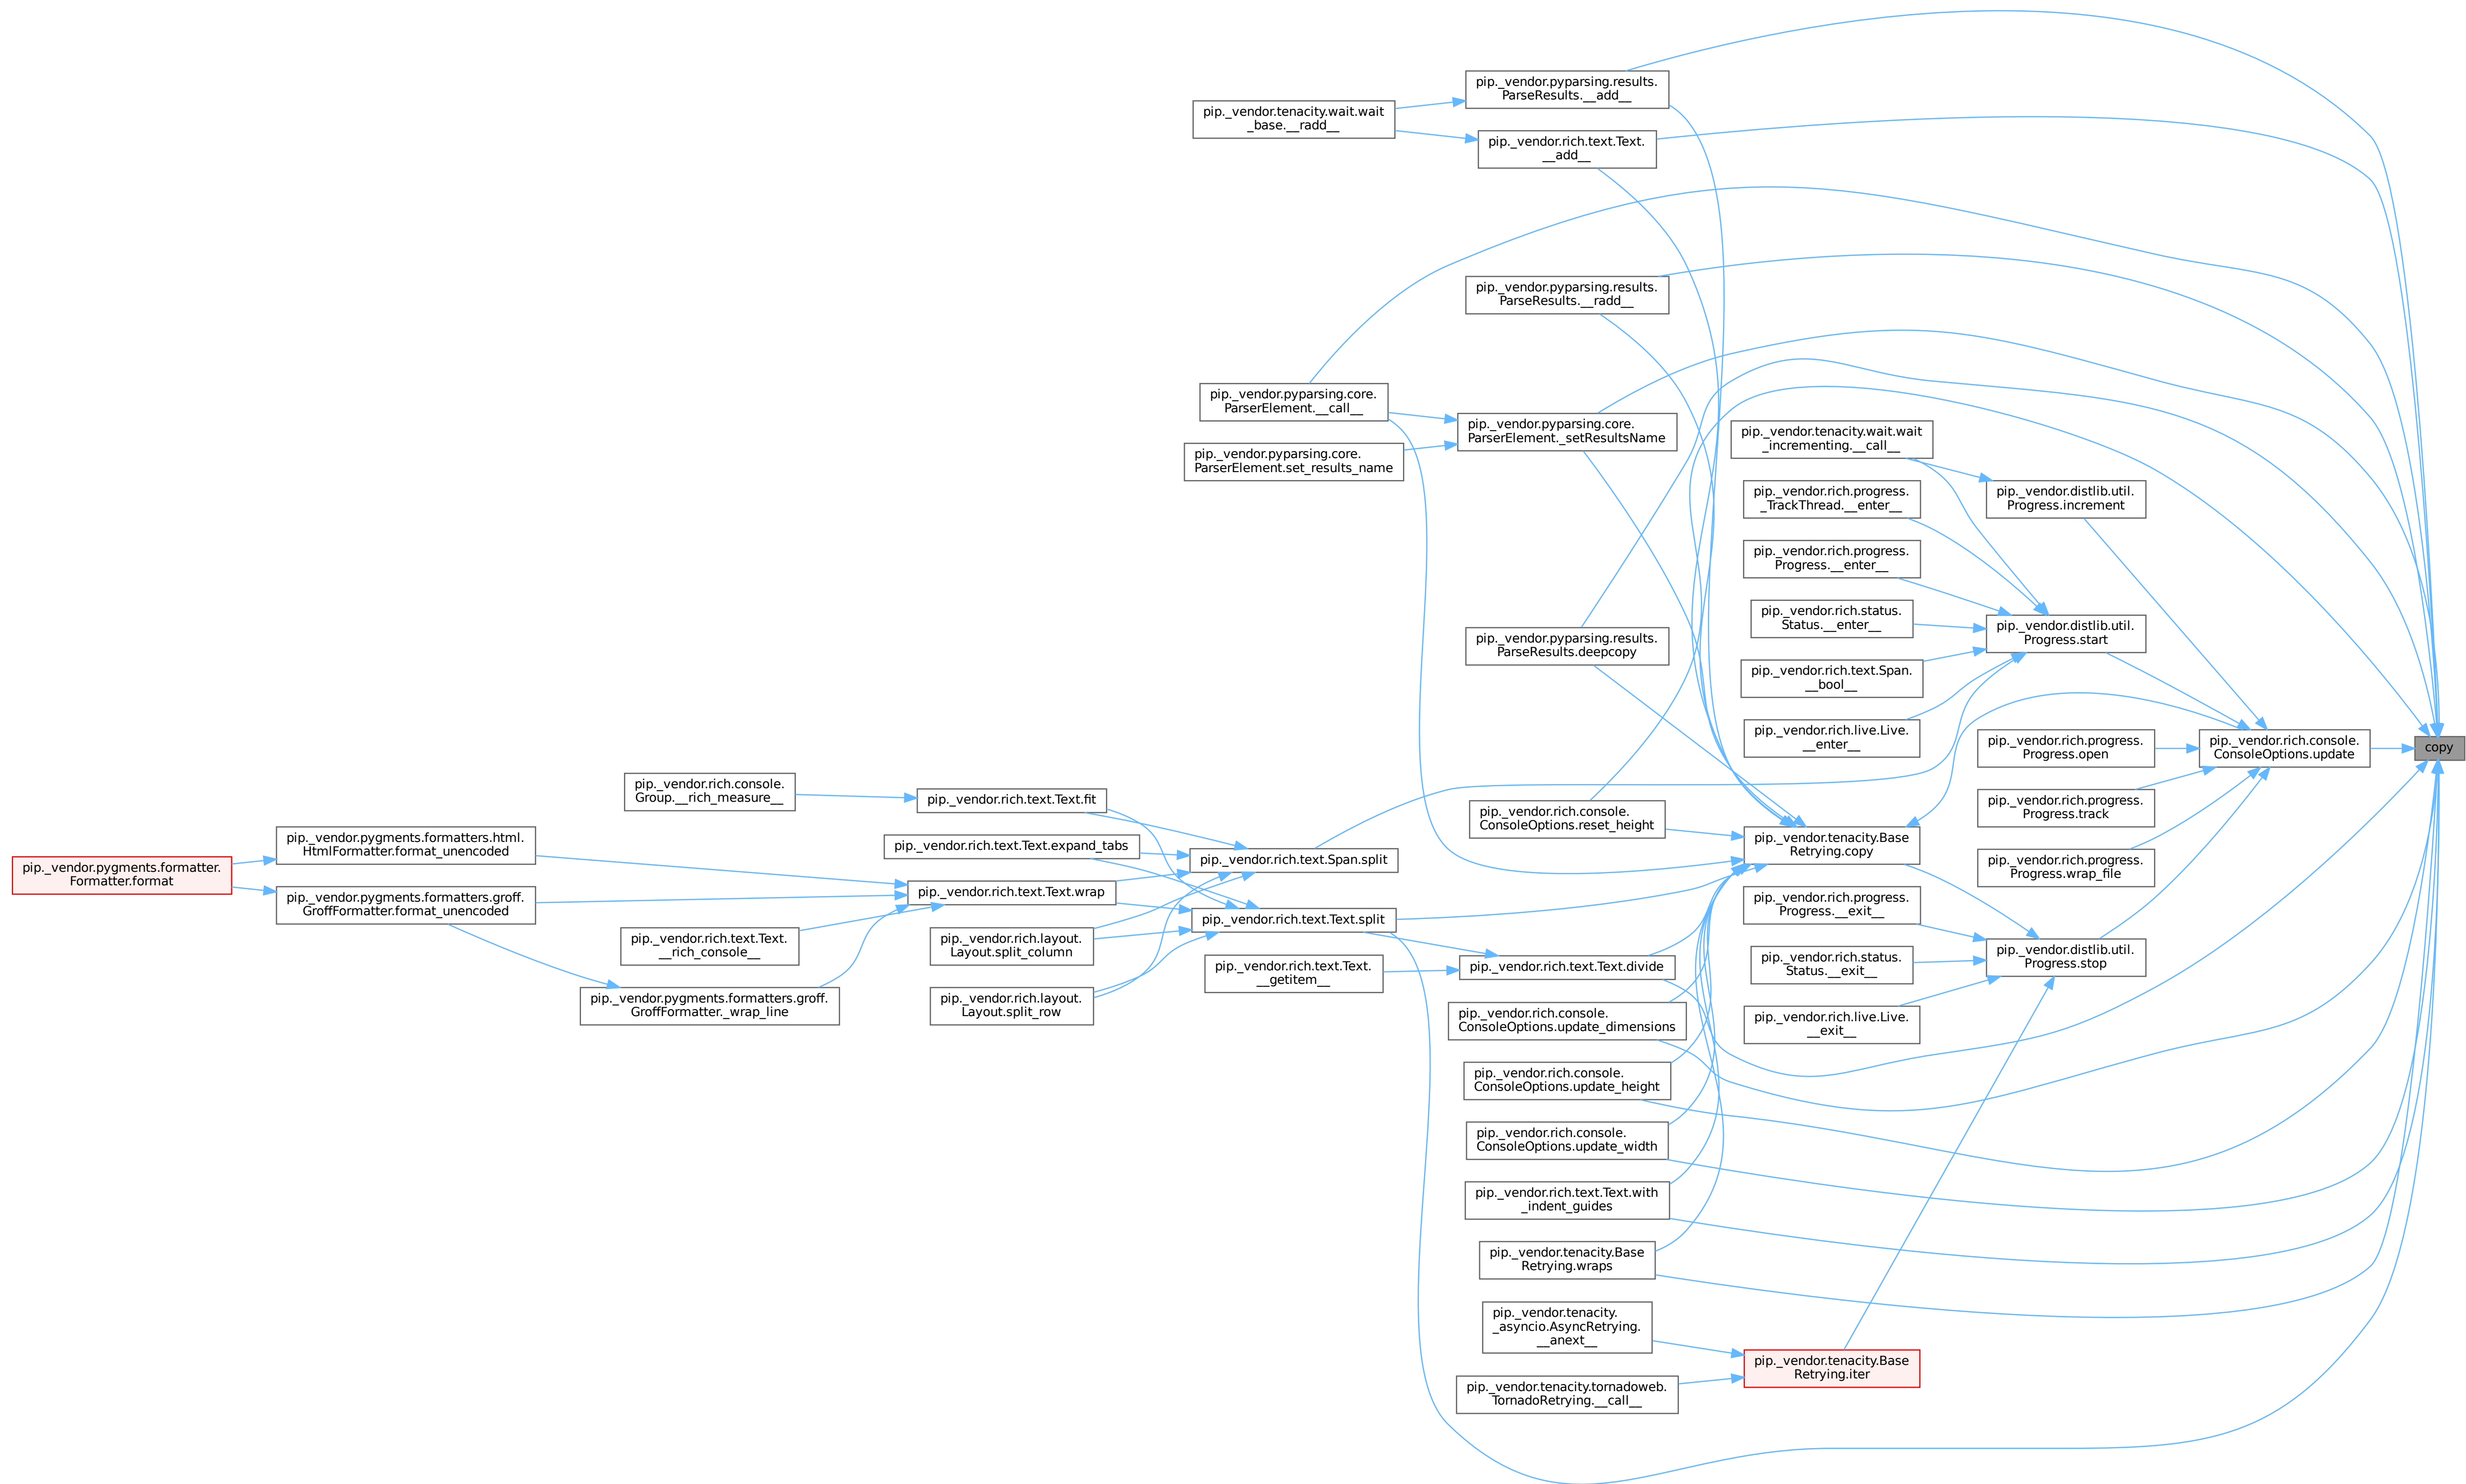 pip._vendor.pyparsing.results.
ParseResults.__add__
pip._vendor.tenacity.wait.wait
_base.__radd__
pip._vendor.rich.text.Text.
__add__
pip._vendor.pyparsing.results.
ParseResults.__radd__
pip._vendor.pyparsing.core.
ParserElement.__call__
pip._vendor.pyparsing.core.
ParserElement._setResultsName
pip._vendor.pyparsing.core.
ParserElement.set_results_name
pip._vendor.tenacity.wait.wait
_incrementing.__call__
pip._vendor.rich.progress.
_TrackThread.__enter__
pip._vendor.distlib.util.
Progress.increment
pip._vendor.rich.progress.
Progress.__enter__
pip._vendor.rich.status.
Status.__enter__
pip._vendor.distlib.util.
Progress.start
pip._vendor.pyparsing.results.
ParseResults.deepcopy
pip._vendor.rich.text.Span.
__bool__
pip._vendor.rich.live.Live.
__enter__
pip._vendor.rich.progress.
Progress.open
pip._vendor.rich.console.
ConsoleOptions.update
copy
pip._vendor.rich.console.
Group.__rich_measure__
pip._vendor.rich.text.Text.fit
pip._vendor.rich.console.
ConsoleOptions.reset_height
pip._vendor.rich.progress.
Progress.track
pip._vendor.pygments.formatters.html.
HtmlFormatter.format_unencoded
pip._vendor.rich.text.Text.expand_tabs
pip._vendor.tenacity.Base
Retrying.copy
pip._vendor.pygments.formatter.
Formatter.format
pip._vendor.rich.text.Span.split
pip._vendor.rich.progress.
Progress.wrap_file
pip._vendor.pygments.formatters.groff.
GroffFormatter.format_unencoded
pip._vendor.rich.text.Text.wrap
pip._vendor.rich.text.Text.split
pip._vendor.rich.progress.
Progress.__exit__
pip._vendor.rich.text.Text.
__rich_console__
pip._vendor.rich.layout.
Layout.split_column
pip._vendor.rich.text.Text.
__getitem__
pip._vendor.rich.text.Text.divide
pip._vendor.rich.status.
Status.__exit__
pip._vendor.distlib.util.
Progress.stop
pip._vendor.pygments.formatters.groff.
GroffFormatter._wrap_line
pip._vendor.rich.layout.
Layout.split_row
pip._vendor.rich.console.
ConsoleOptions.update_dimensions
pip._vendor.rich.live.Live.
__exit__
pip._vendor.rich.console.
ConsoleOptions.update_height
pip._vendor.rich.console.
ConsoleOptions.update_width
pip._vendor.rich.text.Text.with
_indent_guides
pip._vendor.tenacity.Base
Retrying.wraps
pip._vendor.tenacity.
_asyncio.AsyncRetrying.
__anext__
pip._vendor.tenacity.Base
Retrying.iter
pip._vendor.tenacity.tornadoweb.
TornadoRetrying.__call__